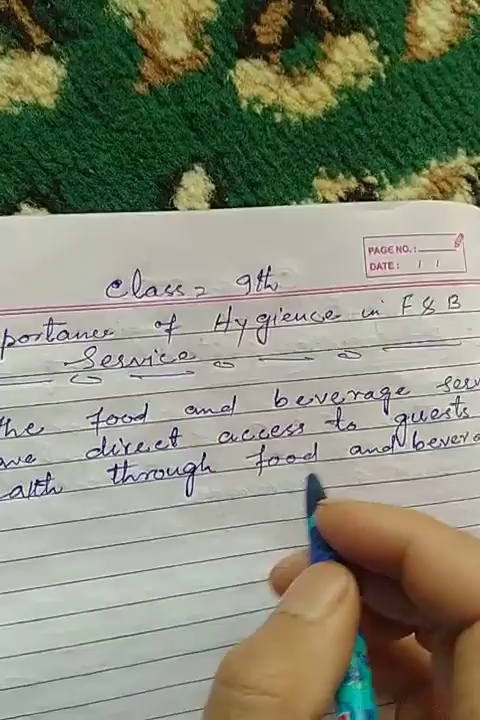 PAGE NO.:
DATE: / /
Class = 9th
portance of Hygience in F & B
Service
he food and beverage serv
ve direct access to guests
alth through food and bevera